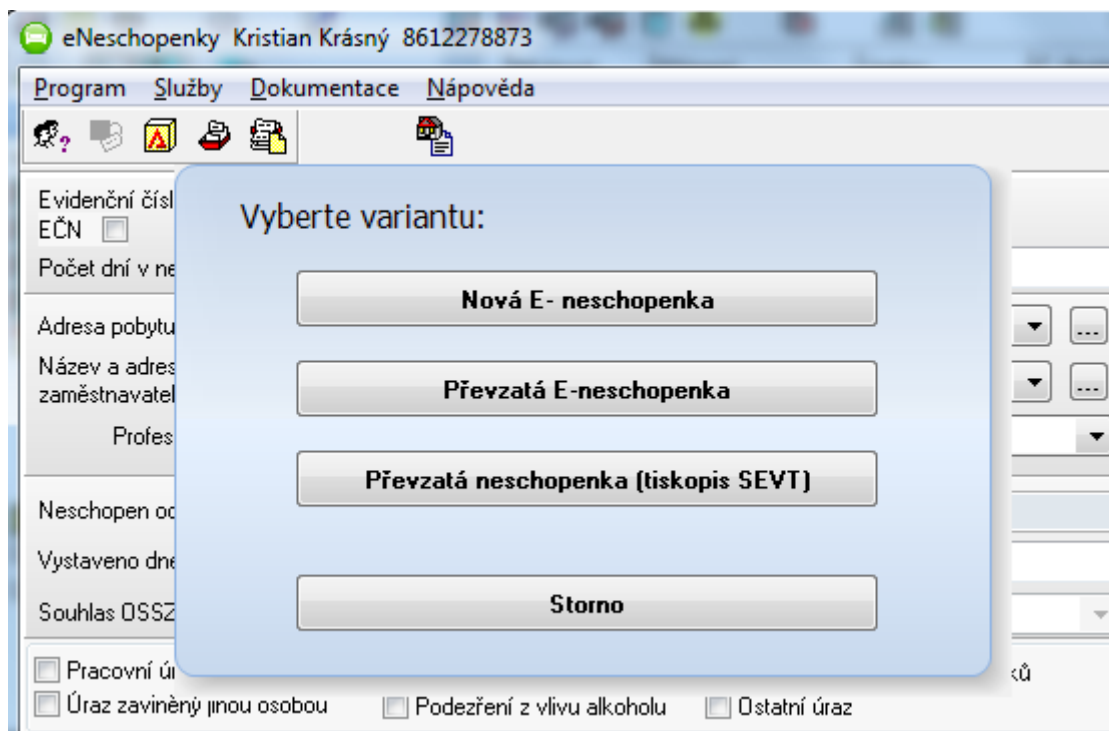 eNeschopenky Kristian Krásný 8612278873
Program Služby Dokumentace Nápověda
Evidenční čísl
EČN
Vyberte variantu:
Počet dní v ne
Nová E- neschopenka
Adresa pobytu
Název a adres
zaměstnavatel
Převzatá E-neschopenka
Profes
Převzatá neschopenka (tiskopis SEVT)
Neschopen od
Vystaveno dne
Souhlas OSSZ
Storno
Pracovní úr ků
Úraz zaviněný jinou osobou Podezření z vlivu alkoholu Ostatní úraz